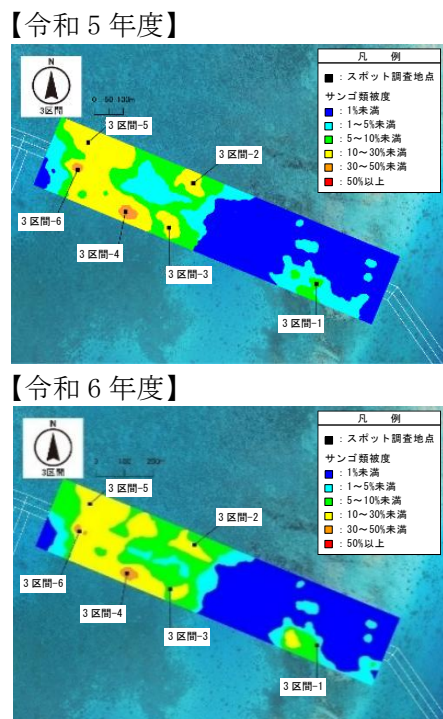 【令和5年度】
N
3区間
0 50 100m
凡 例
■：スポット調査地点
サンゴ類被度
：1%未満
：1～5%未満
：5～10%未満
：10～30%未満
：30～50%未満
：50%以上
3区間-5
3区間-2
3区間-6
3区間-4
3区間-3
3区間-1
【令和6年度】
N
3区間
0 100 200m
凡 例
■：スポット調査地点
サンゴ類被度
：1%未満
：1～5%未満
：5～10%未満
：10～30%未満
：30～50%未満
：50%以上
3区間-5
3区間-2
3区間-6
3区間-4
3区間-3
3区間-1